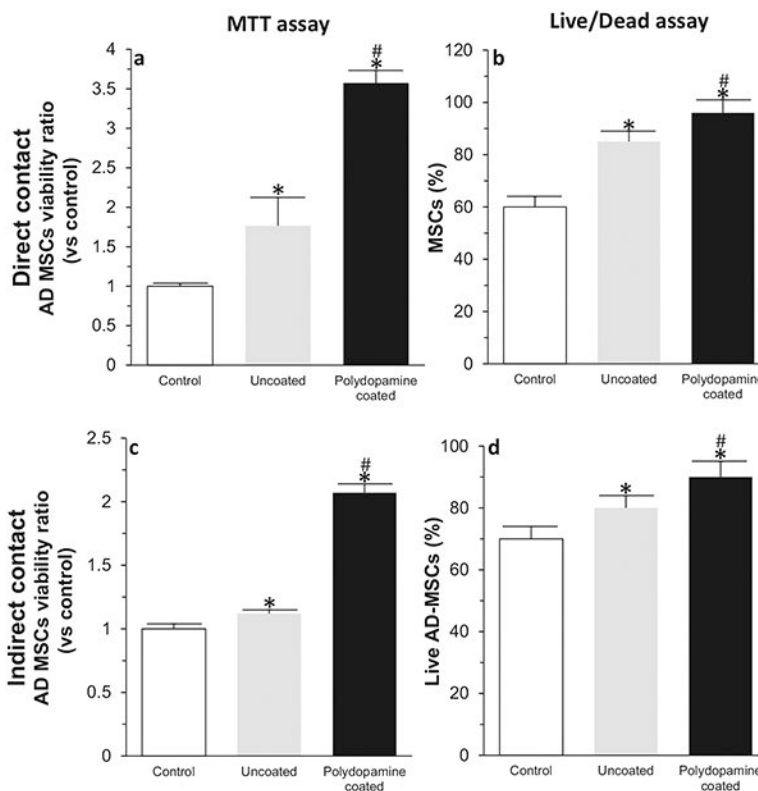 MTT assay
Live/Dead assay
Direct contact
AD MSCs viability ratio
(vs control)
a
4
3.5
3
2.5
2
1.5
1
0.5
0
*
#
*
Control
Uncoated
Polydopamine
coated
MSCs (%)
b
120
100
80
60
40
20
0
*
#
*
Control
Uncoated
Polydopamine
coated
Indirect contact
AD MSCs viability ratio
(vs control)
c
2.5
2
1.5
1
0.5
0
*
#
*
Control
Uncoated
Polydopamine
coated
Live AD-MSCs (%)
d
100
80
60
40
20
0
*
#
*
Control
Uncoated
Polydopamine
coated